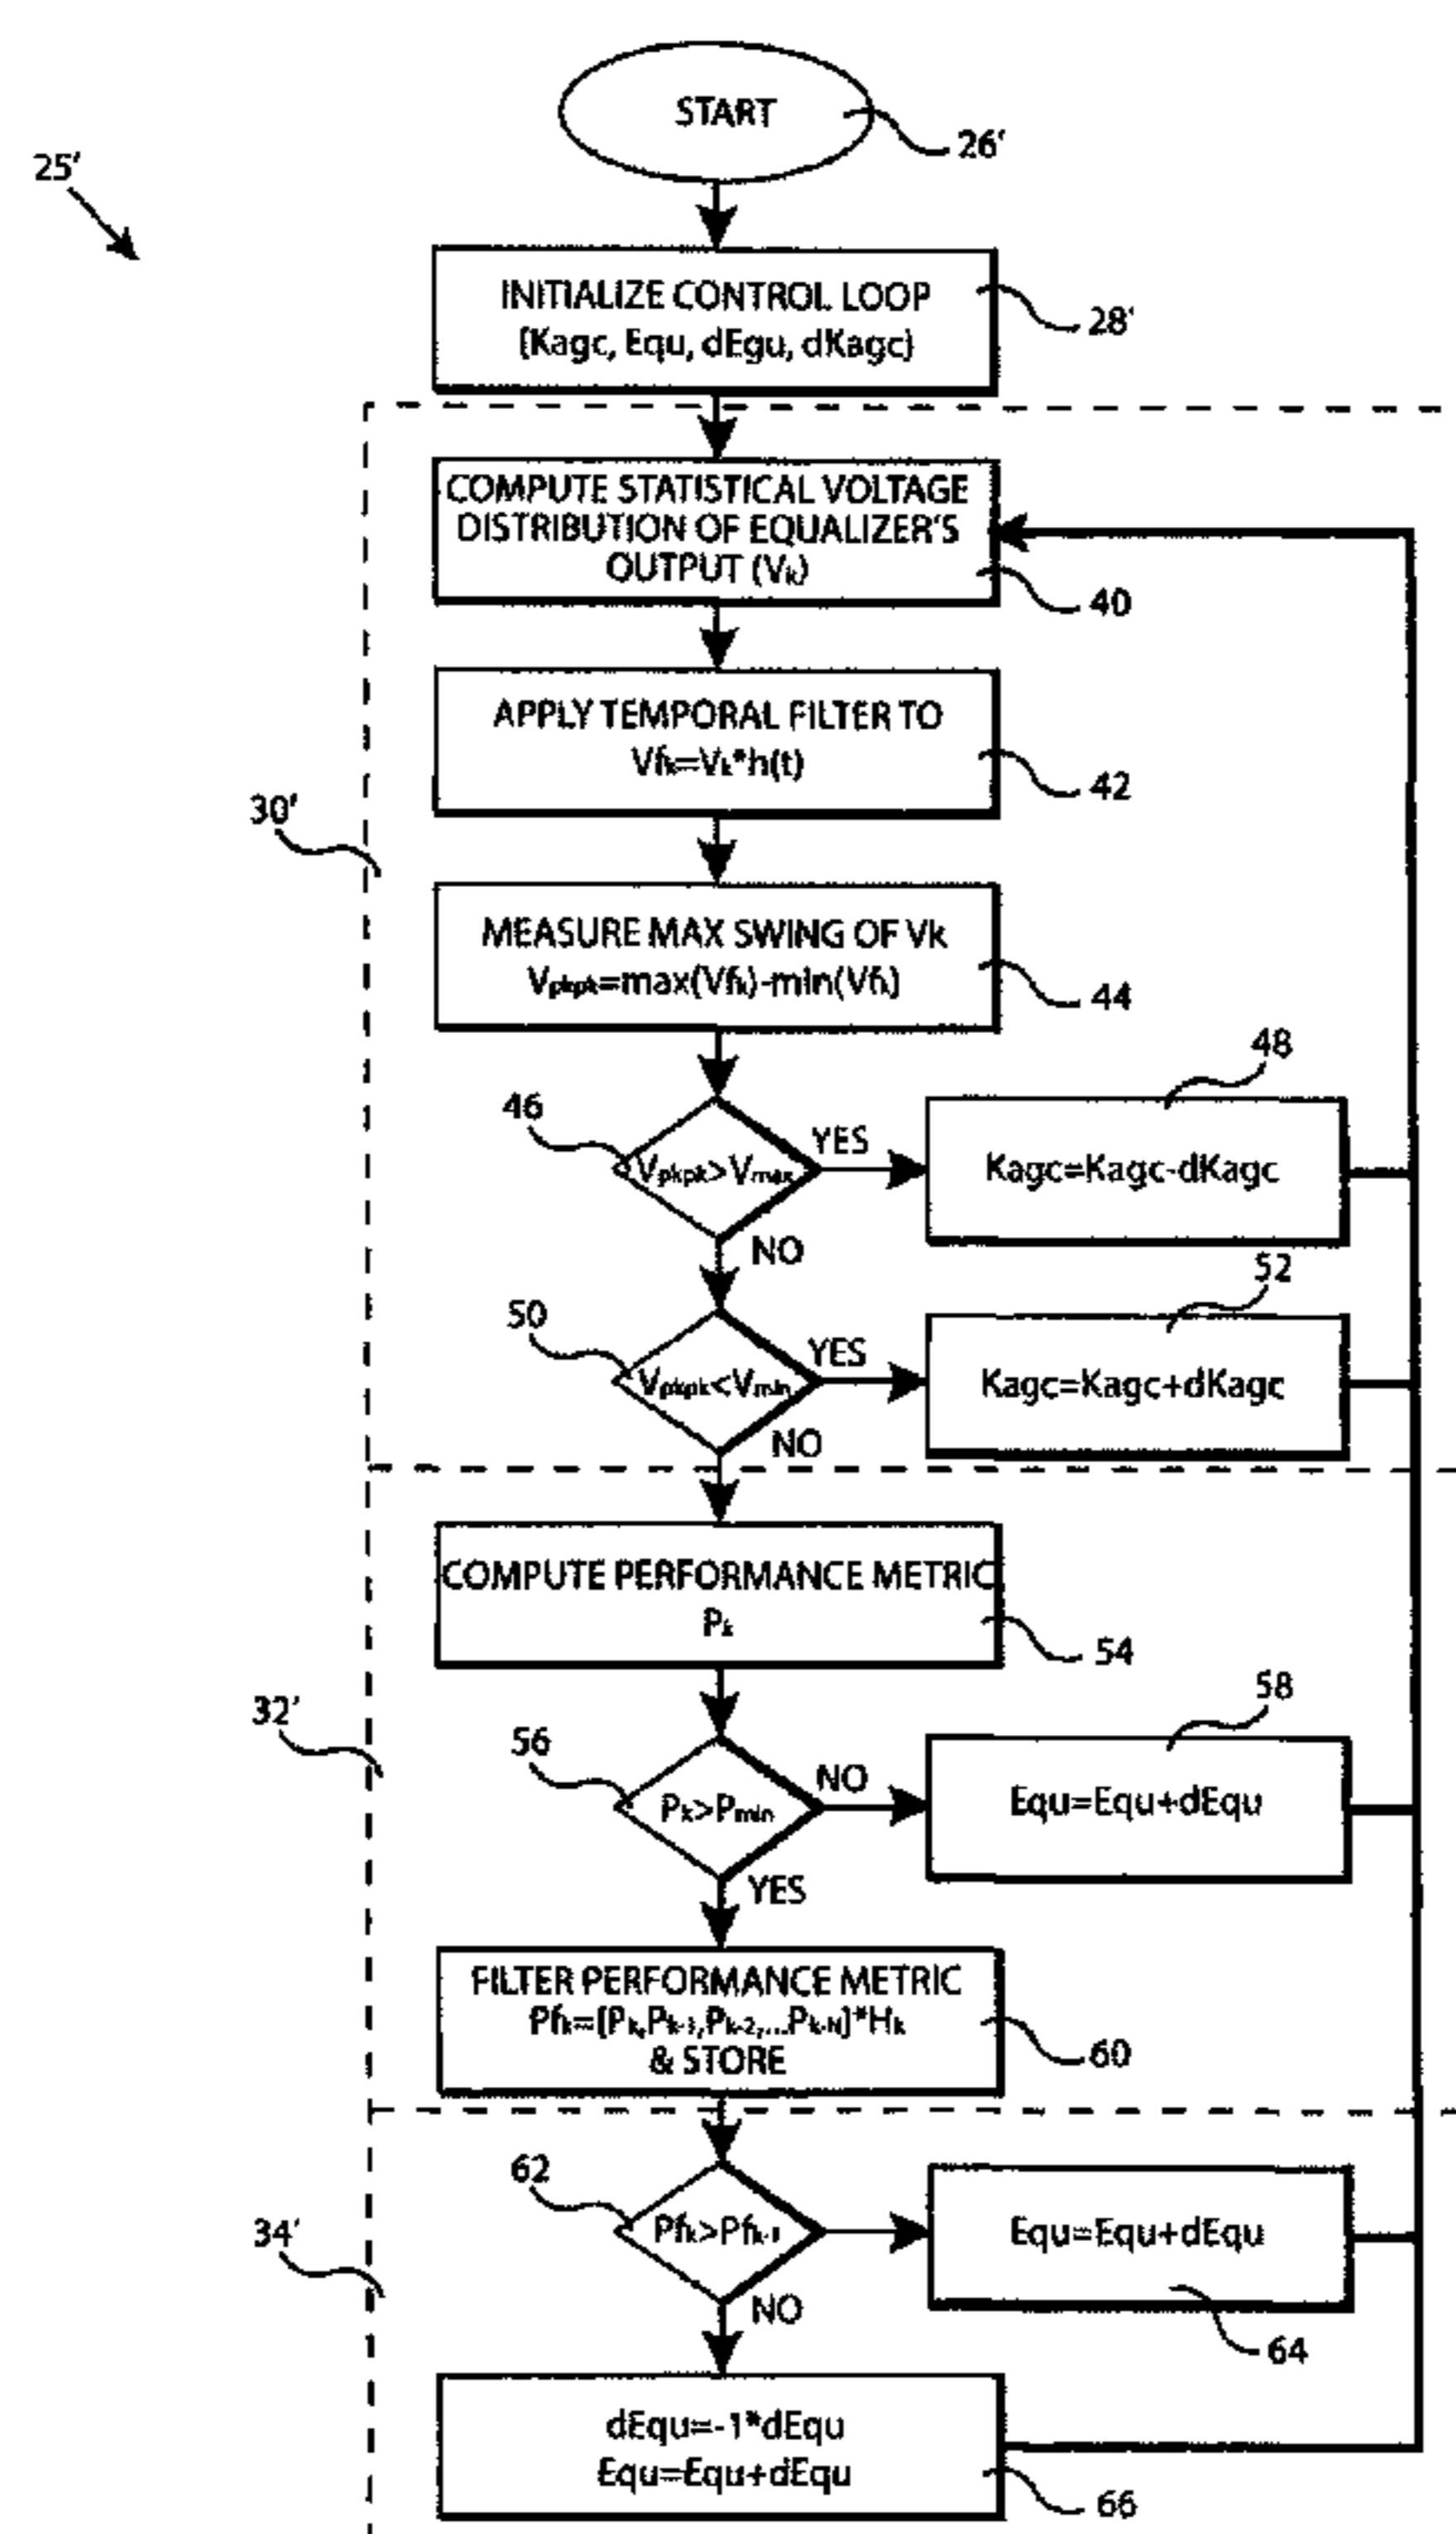 START
26'
25'
INITIALIZE CONTROL LOOP
(Kagc, Equ, dEgu, dKagc)
28'
COMPUTE STATISTICAL VOLTAGE
DISTRIBUTION OF EQUALIZER'S
OUTPUT (Vk)
40
APPLY TEMPORAL FILTER TO
Vfk=Vk*h(t)
42
30'
MEASURE MAX SWING OF Vk
Vpkpk=max(Vfk)-min(Vfk)
44
46
Vpkpk>Vmax
YES
48
Kagc=Kagc-dKagc
NO
50
Vpkpk<Vmin
YES
52
Kagc=Kagc+dKagc
NO
COMPUTE PERFORMANCE METRIC
Pk
54
32'
56
Pk>Pmin
NO
58
Equ=Equ+dEqu
YES
FILTER PERFORMANCE METRIC
Pfk=[Pk,Pk-1,Pk-2,...Pk-N]*Hk
& STORE
60
62
Pfk>Pfk-1
Equ=Equ+dEqu
64
34'
NO
dEqu=-1*dEqu
Equ=Equ+dEqu
66